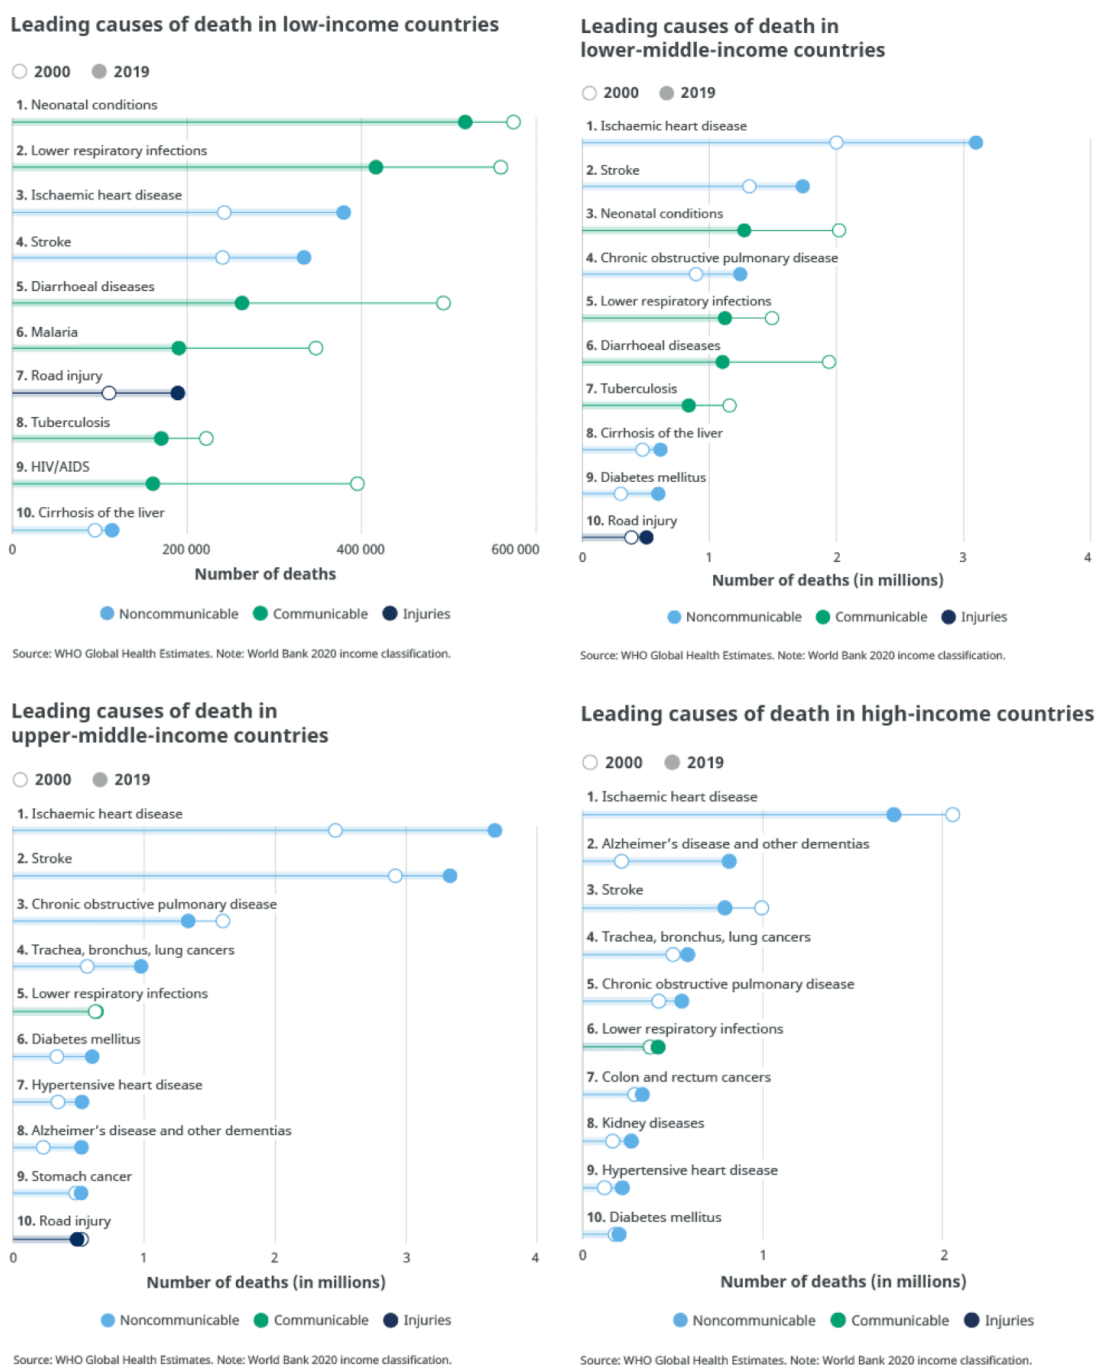 Leading causes of death in low-income countries
2000 2019
1. Neonatal conditions
2. Lower respiratory infections
3. Ischaemic heart disease
4. Stroke
5. Diarrhoeal diseases
6. Malaria
7. Road injury
8. Tuberculosis
9. HIV/AIDS
10. Cirrhosis of the liver
0 200 000 400 000 600 000
Number of deaths
Noncommunicable Communicable Injuries
Source: WHO Global Health Estimates. Note: World Bank 2020 income classification.
Leading causes of death in
lower-middle-income countries
2000 2019
1. Ischaemic heart disease
2. Stroke
3. Neonatal conditions
4. Chronic obstructive pulmonary disease
5. Lower respiratory infections
6. Diarrhoeal diseases
7. Tuberculosis
8. Cirrhosis of the liver
9. Diabetes mellitus
10. Road injury
0 1 2 3 4
Number of deaths (in millions)
Noncommunicable Communicable Injuries
Source: WHO Global Health Estimates. Note: World Bank 2020 income classification.
Leading causes of death in
upper-middle-income countries
2000 2019
1. Ischaemic heart disease
2. Stroke
3. Chronic obstructive pulmonary disease
4. Trachea, bronchus, lung cancers
5. Lower respiratory infections
6. Diabetes mellitus
7. Hypertensive heart disease
8. Alzheimer's disease and other dementias
9. Stomach cancer
10. Road injury
0 1 2 3 4
Number of deaths (in millions)
Noncommunicable Communicable Injuries
Source: WHO Global Health Estimates. Note: World Bank 2020 income classification.
Leading causes of death in high-income countries
2000 2019
1. Ischaemic heart disease
2. Alzheimer's disease and other dementias
3. Stroke
4. Trachea, bronchus, lung cancers
5. Chronic obstructive pulmonary disease
6. Lower respiratory infections
7. Colon and rectum cancers
8. Kidney diseases
9. Hypertensive heart disease
10. Diabetes mellitus
0 1 2
Number of deaths (in millions)
Noncommunicable Communicable Injuries
Source: WHO Global Health Estimates. Note: World Bank 2020 income classification.